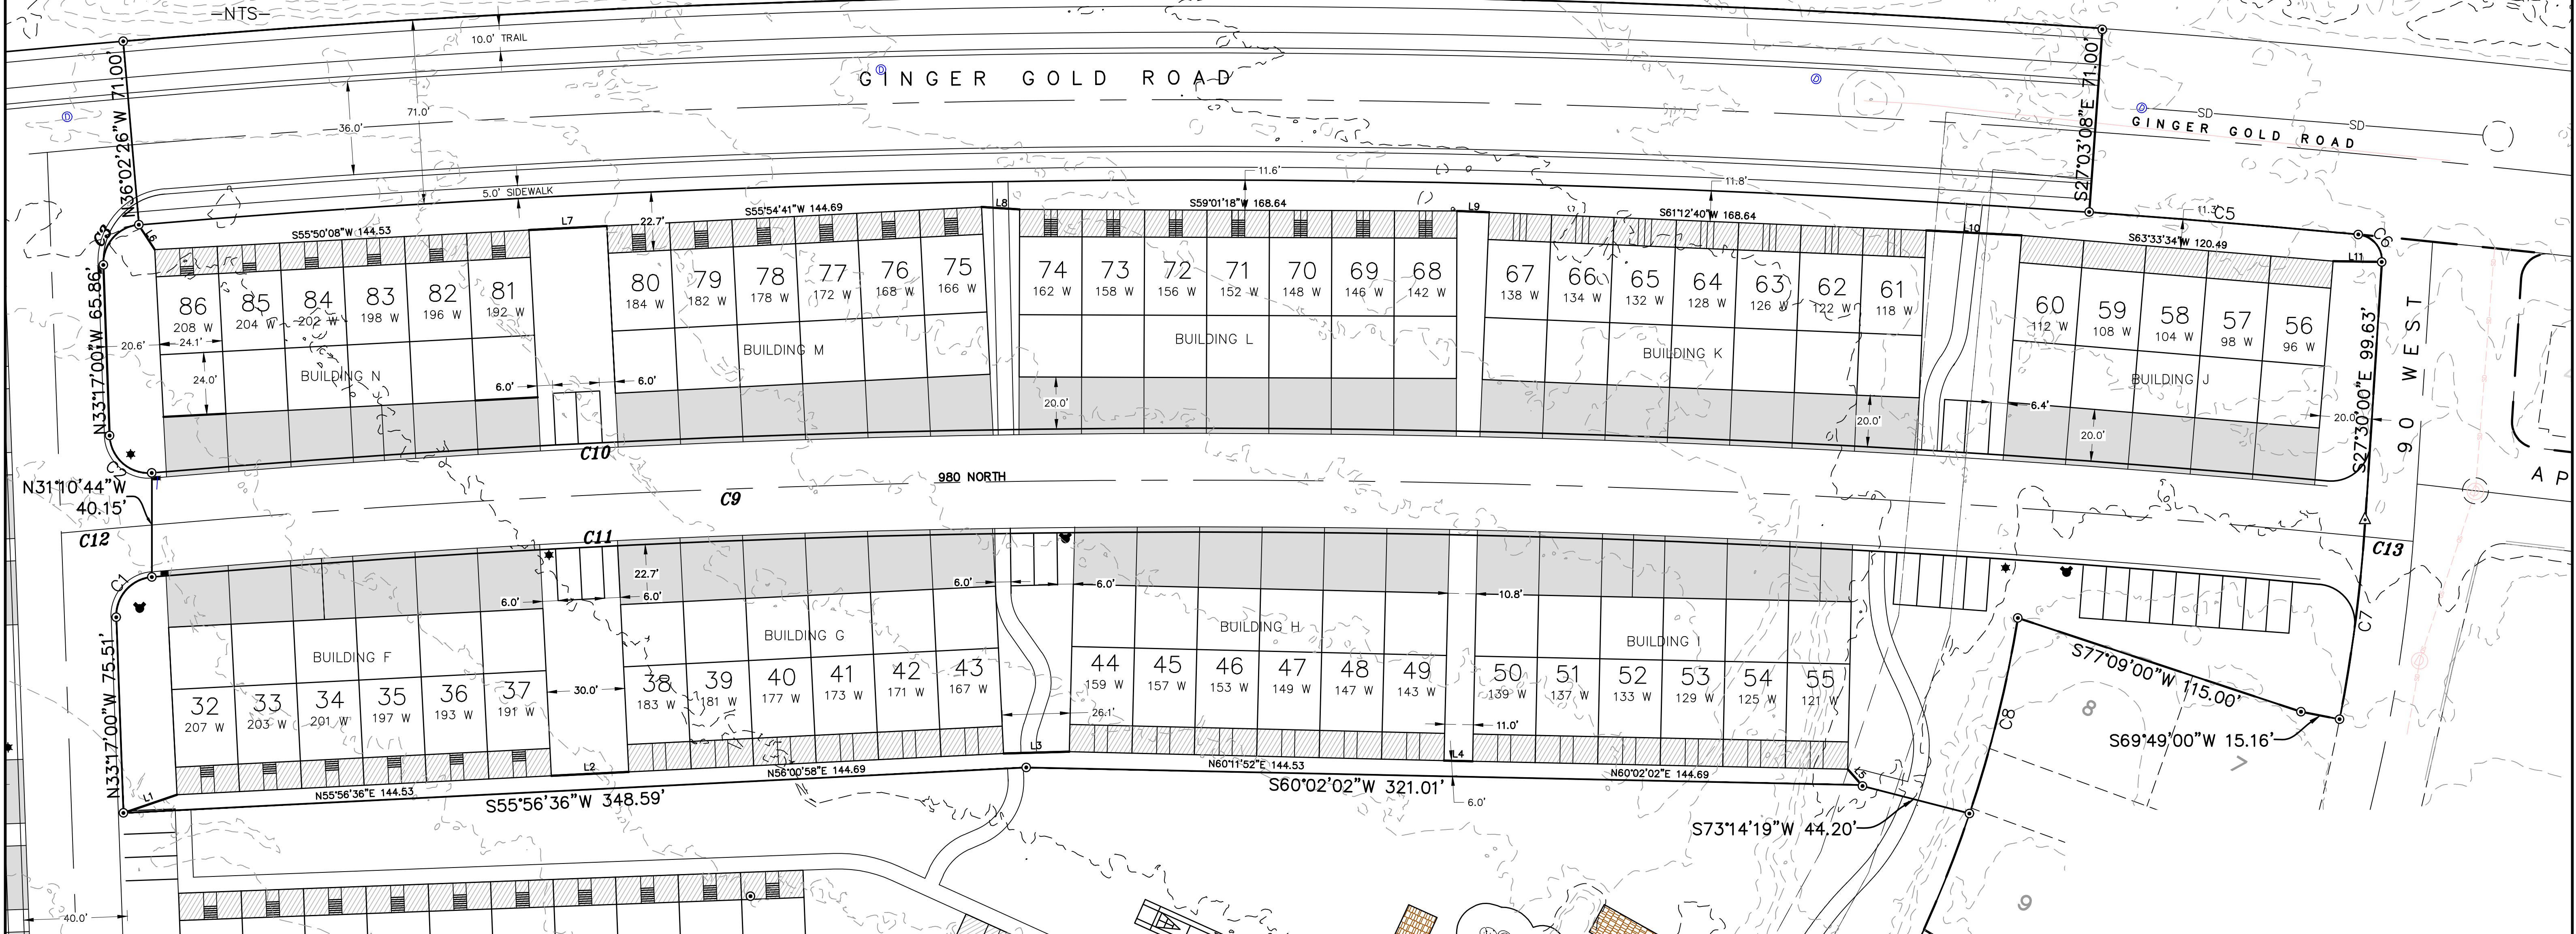 —NTS—
10.0' TRAIL
GINGER GOLD ROAD
N36°02'26"W 71.00'
71.0'
36.0'
S27°03'08"E 71.00'
SD
SD
GINGER GOLD ROAD
5.0' SIDEWALK
11.6'
11.8'
11.3'
C5
C3
L6
S55°50'08"W 144.53
L7
22.7'
S55°54'41"W 144.69
L8
S59°01'18"W 168.64
L9
S61°12'40"W 168.64
L10
S63°33'34"W 120.49
L11
C6
N33°17'00"W 65.86'
86
208 W
85
204 W
84
202 W
83
198 W
82
196 W
81
192 W
80
184 W
79
182 W
78
178 W
77
172 W
76
168 W
75
166 W
74
162 W
73
158 W
72
156 W
71
152 W
70
148 W
69
146 W
68
142 W
67
138 W
66
134 W
65
132 W
64
128 W
63
126 W
62
122 W
61
118 W
60
112 W
59
108 W
58
104 W
57
98 W
56
96 W
S27°30'00"E 99.63'
90 WEST
20.6'
24.1'
24.0'
BUILDING N
6.0'
6.0'
BUILDING M
BUILDING L
BUILDING K
BUILDING J
20.0'
20.0'
6.4'
20.0'
20.0'
AP
N31°10'44"W
40.15'
C10
980 NORTH
C9
C12
C11
C13
C1
22.7'
6.0'
6.0'
6.0'
6.0'
10.8'
C7
N33°17'00"W 75.51'
BUILDING F
BUILDING G
BUILDING H
BUILDING I
32
207 W
33
203 W
34
201 W
35
197 W
36
193 W
37
191 W
30.0'
38
183 W
39
181 W
40
177 W
41
173 W
42
171 W
43
167 W
26.1'
44
159 W
45
157 W
46
153 W
47
149 W
48
147 W
49
143 W
11.0'
50
139 W
51
137 W
52
133 W
53
129 W
54
125 W
55
121 W
S77°09'00"W 115.00'
C8
8
S69°49'00"W 15.16'
7
L1
N55°56'36"E 144.53
L2
N56°00'58"E 144.69
L3
N60°11'52"E 144.53
L4
N60°02'02"E 144.69
L5
S55°56'36"W 348.59'
S60°02'02"W 321.01'
6.0'
S73°14'19"W 44.20'
9
40.0'